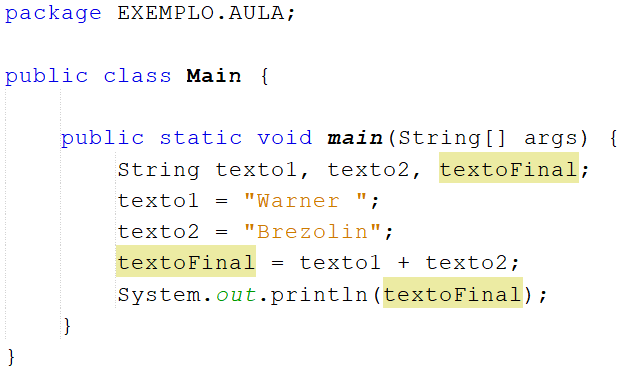 package EXEMPLO.AULA;
public class Main {
public static void main(String[] args) {
String texto1, texto2, textoFinal;
texto1 = "Warner ";
texto2 = "Brezolin";
textoFinal = texto1 + texto2;
System.out.println(textoFinal);
}
}